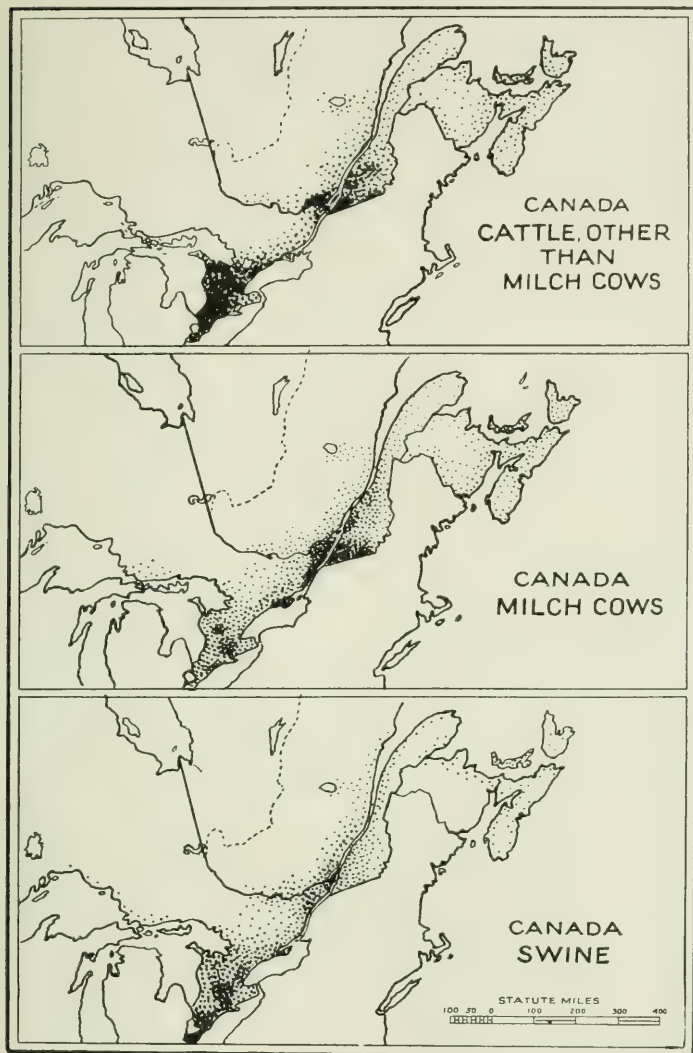 CANADA
CATTLE, OTHER
THAN
MILCH COWS
CANADA
MILCH COWS
CANADA
SWINE
STATUTE MILES
100 50 0 100 200 300 400